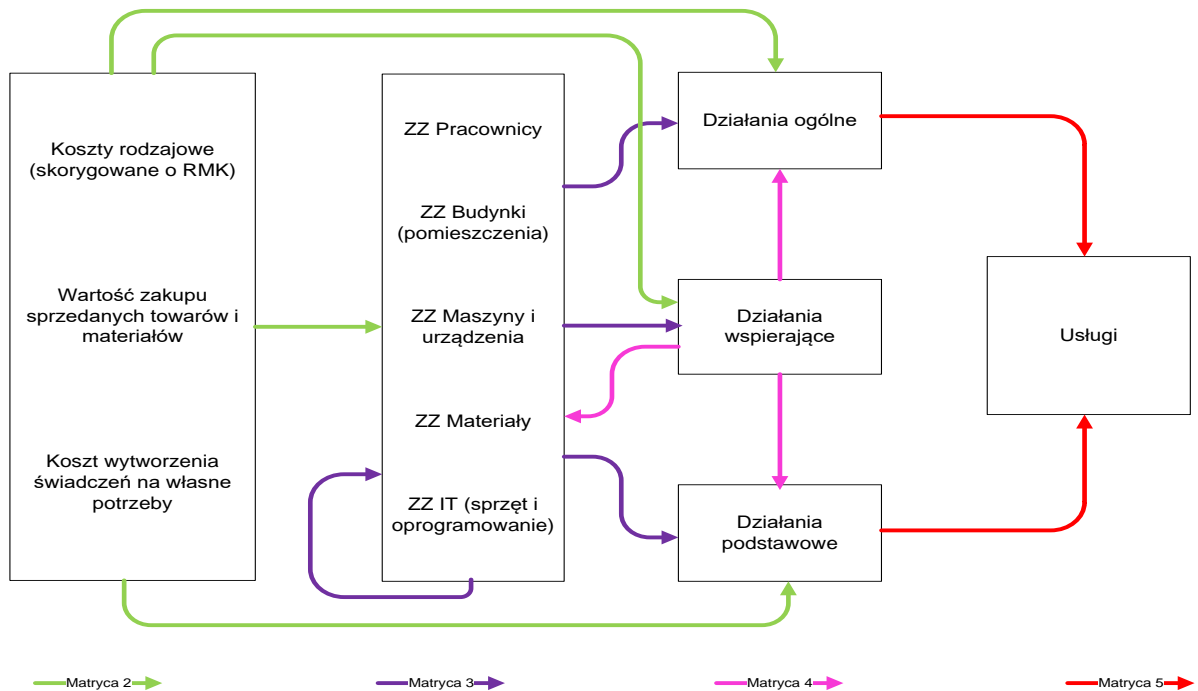 Koszty rodzajowe
(skorygowane o RMK)
Wartość zakupu
sprzedanych towarów i
materiałów
Koszt wytworzenia
świadczeń na własne
potrzeby
ZZ Pracownicy
ZZ Budynki
(pomieszczenia)
ZZ Maszyny i
urządzenia
ZZ Materiały
ZZ IT (sprzęt i
oprogramowanie)
Działania ogólne
Działania
wspierające
Działania
podstawowe
Usługi
Matryca 2
Matryca 3
Matryca 4
Matryca 5